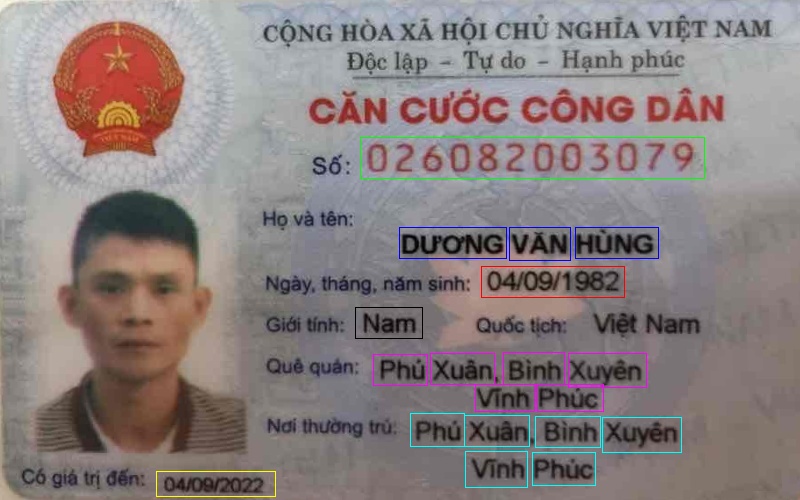 CỘNG HÒA XÃ HỘI CHỦ NGHĨA VIỆT NAM
Độc lập - Tự do - Hạnh phúc
CĂN CƯỚC CÔNG DÂN
Số: 026082003079
Họ và tên:
DƯƠNG VĂN HÙNG
Ngày, tháng, năm sinh: 04/09/1982
Giới tính: Nam Quốc tịch: Việt Nam
Quê quán: Phú Xuân, Bình Xuyên
Vĩnh Phúc
Nơi thường trú: Phú Xuân, Bình Xuyên
Vĩnh Phúc
Có giá trị đến: 04/09/2022